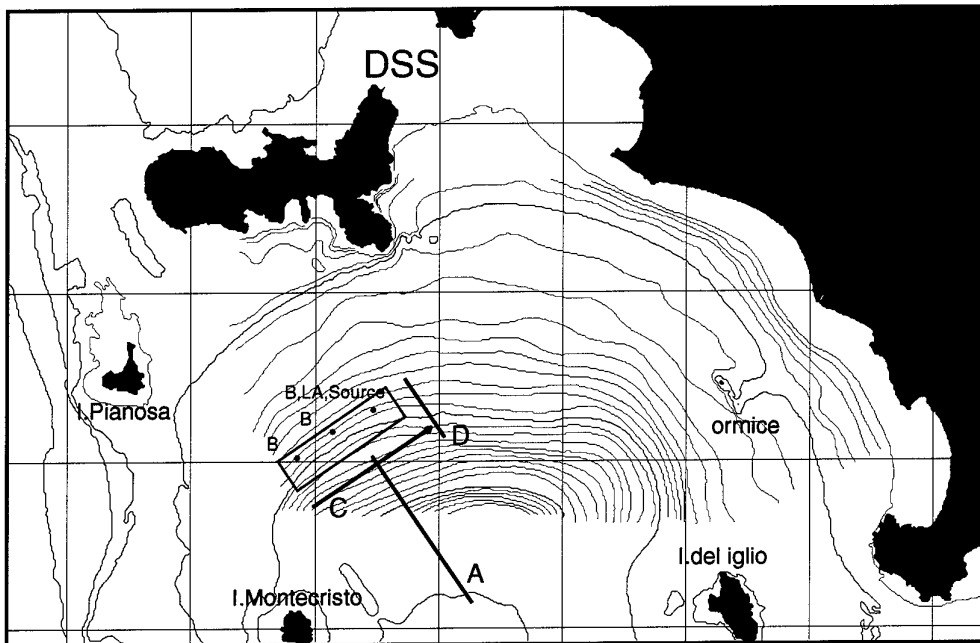 DSS
B,LA,Source
B
B
I.Pianosa
D
ormice
C
A
I.del iglio
I.Montecristo